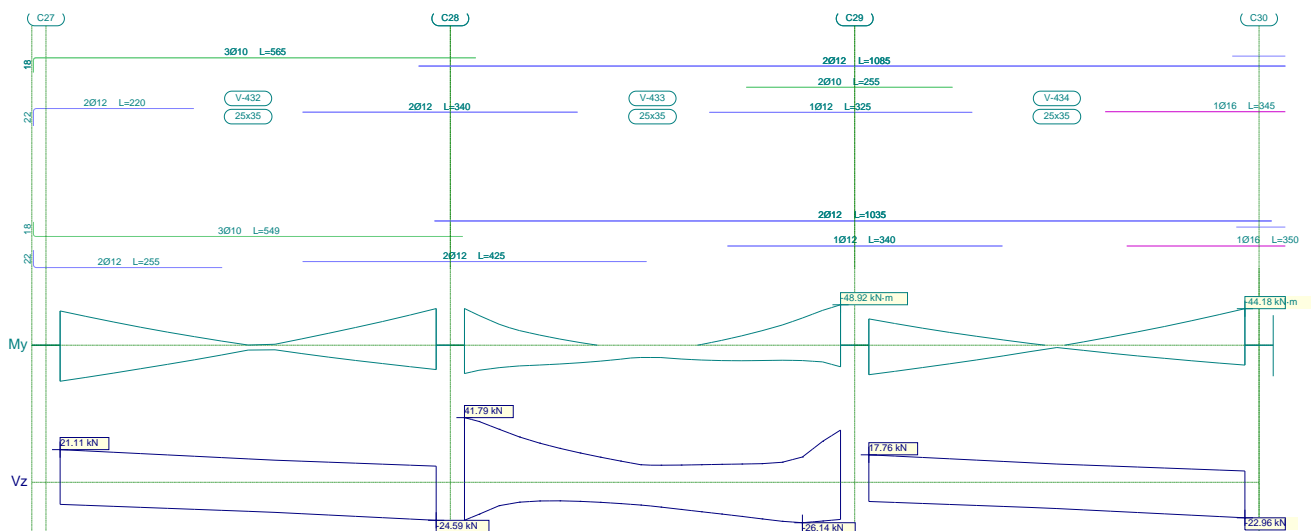 C27 C28 C29 C30
3Ø10 L=565
18
2Ø12 L=1085
2Ø10 L=255
2Ø12 L=220
V-432
2Ø12 L=340
V-433
1Ø12 L=325
V-434
1Ø16 L=345
22
25x35
25x35
25x35
2Ø12 L=1035
18
3Ø10 L=549
1Ø12 L=340
1Ø16 L=350
22
2Ø12 L=255
2Ø12 L=425
-48.92 kN-m
-44.18 kN-m
My
41.79 kN
21.11 kN
17.76 kN
Vz
-24.59 kN
-26.14 kN
-22.96 kN